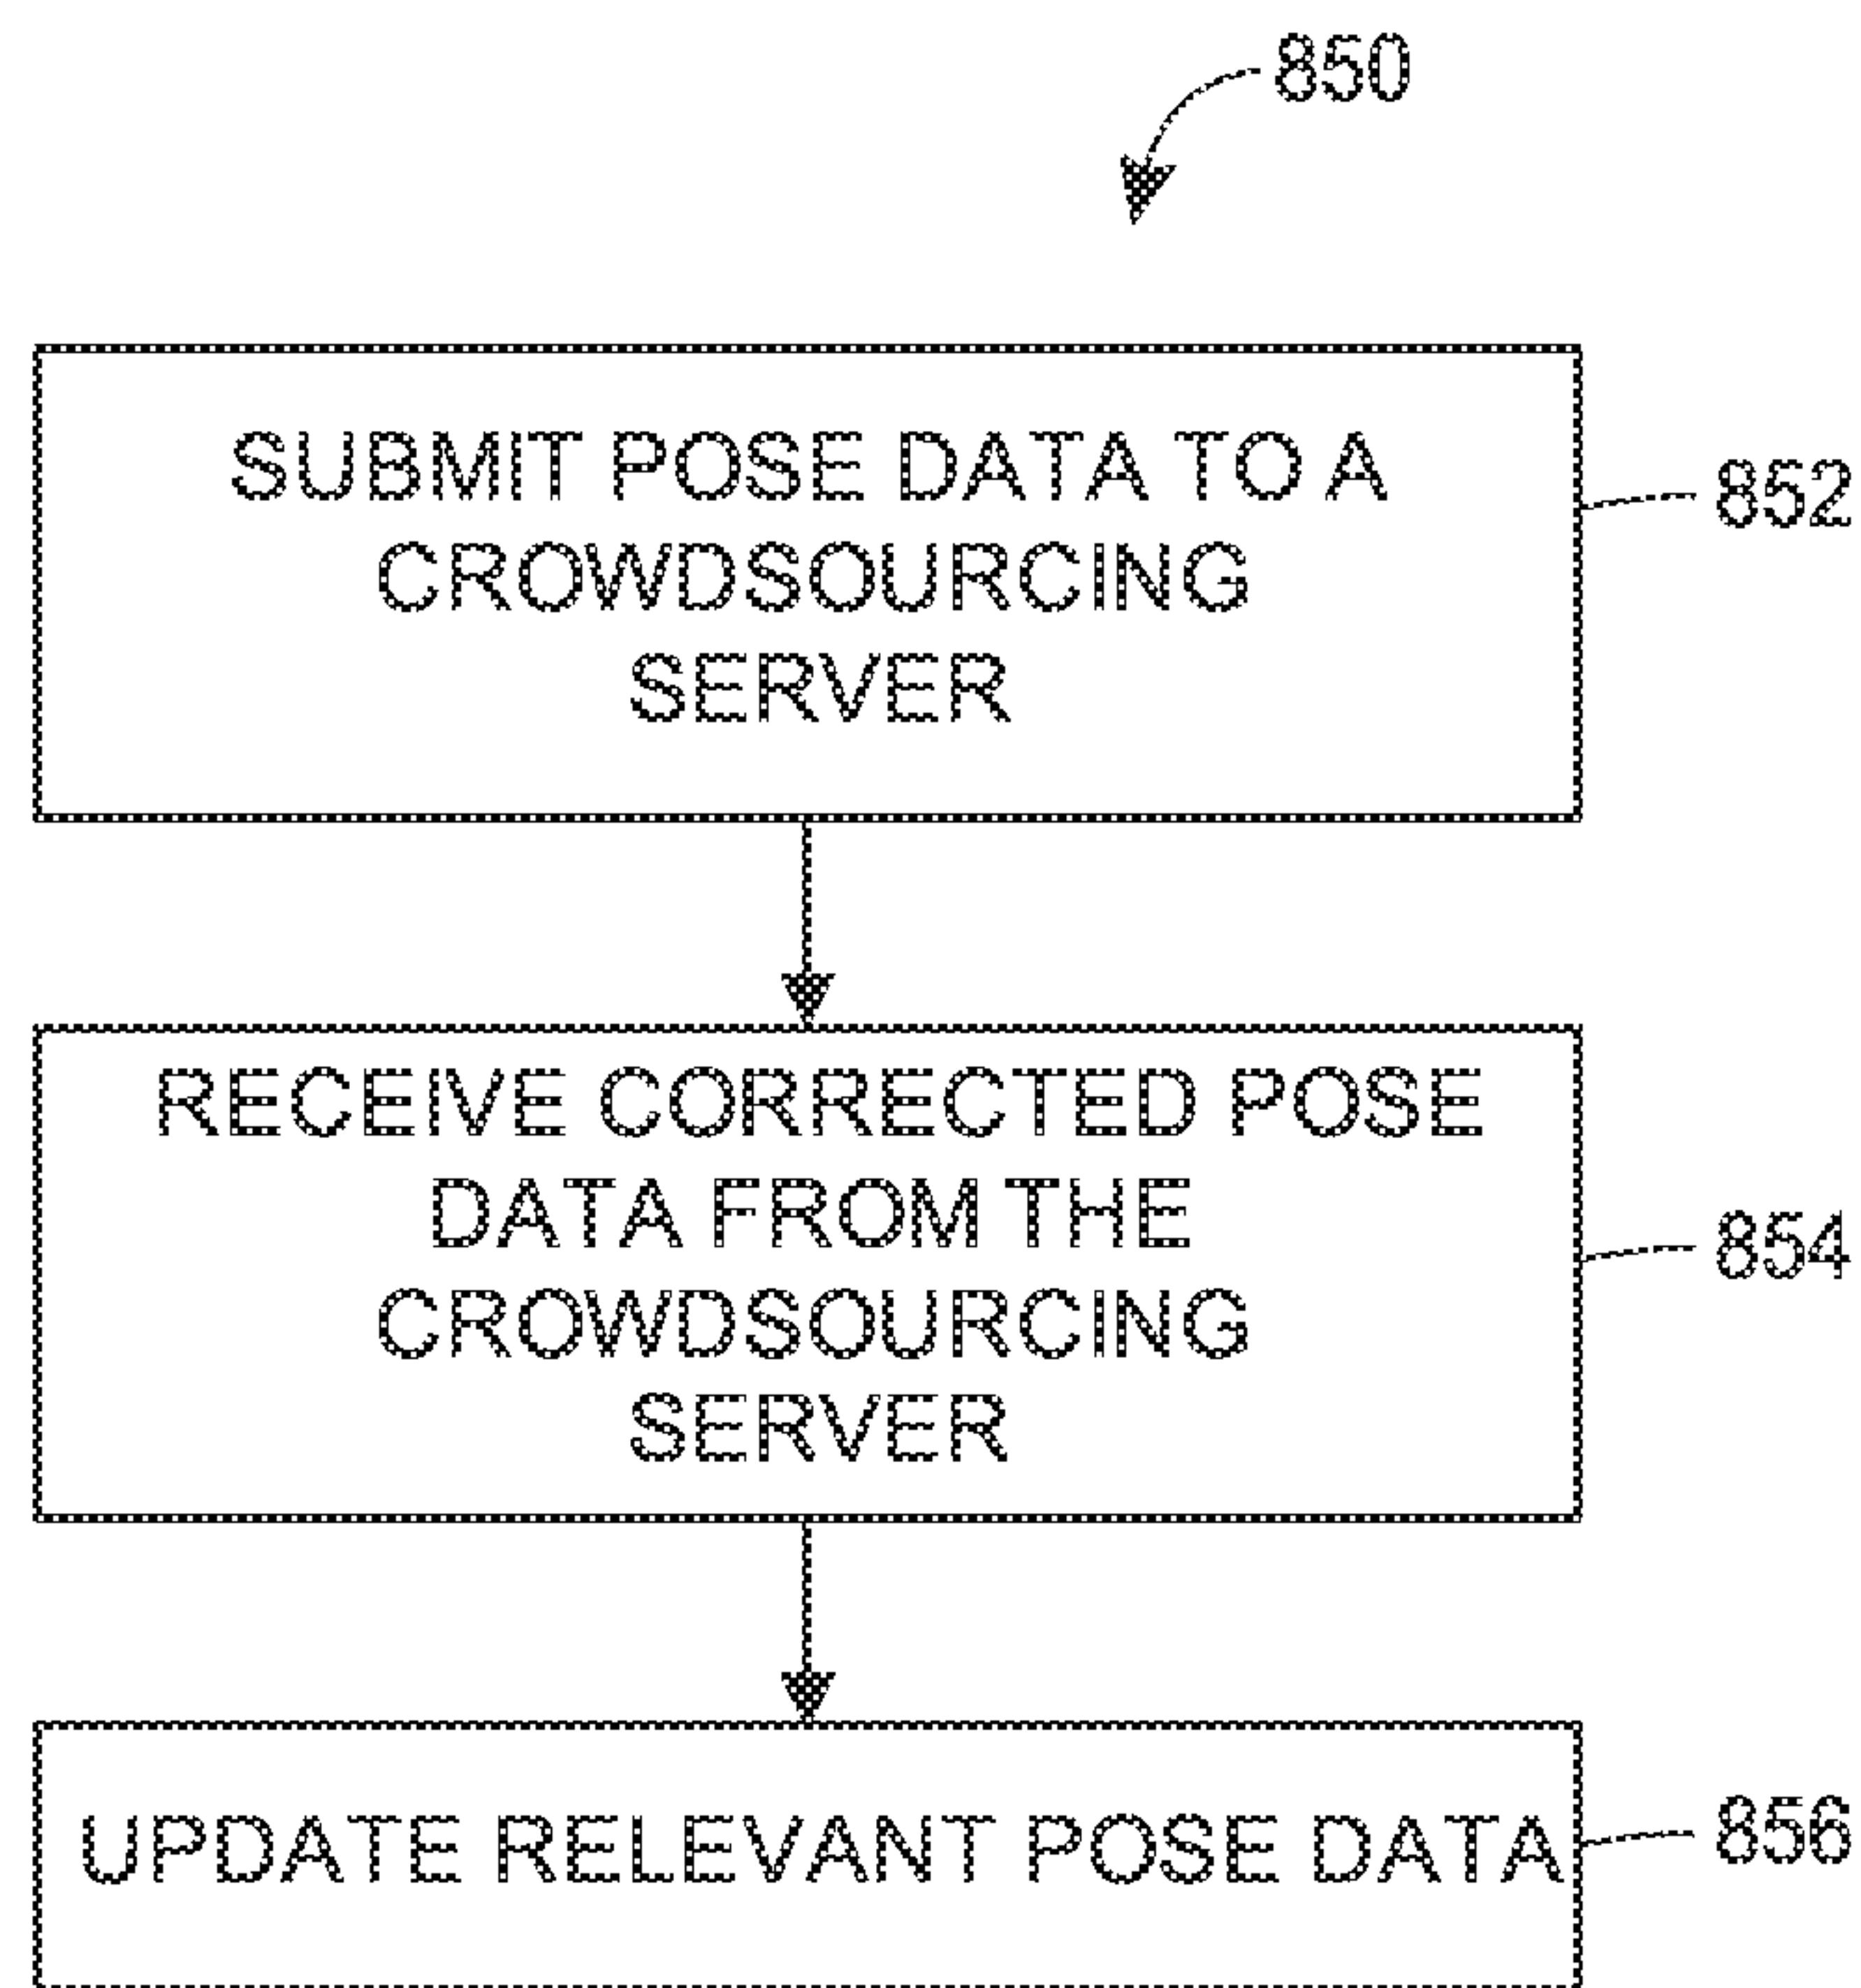 850
SUBMIT POSE DATA TO A
CROWDSOURCING
SERVER
852
RECEIVE CORRECTED POSE
DATA FROM THE
CROWDSOURCING
SERVER
854
UPDATE RELEVANT POSE DATA
856